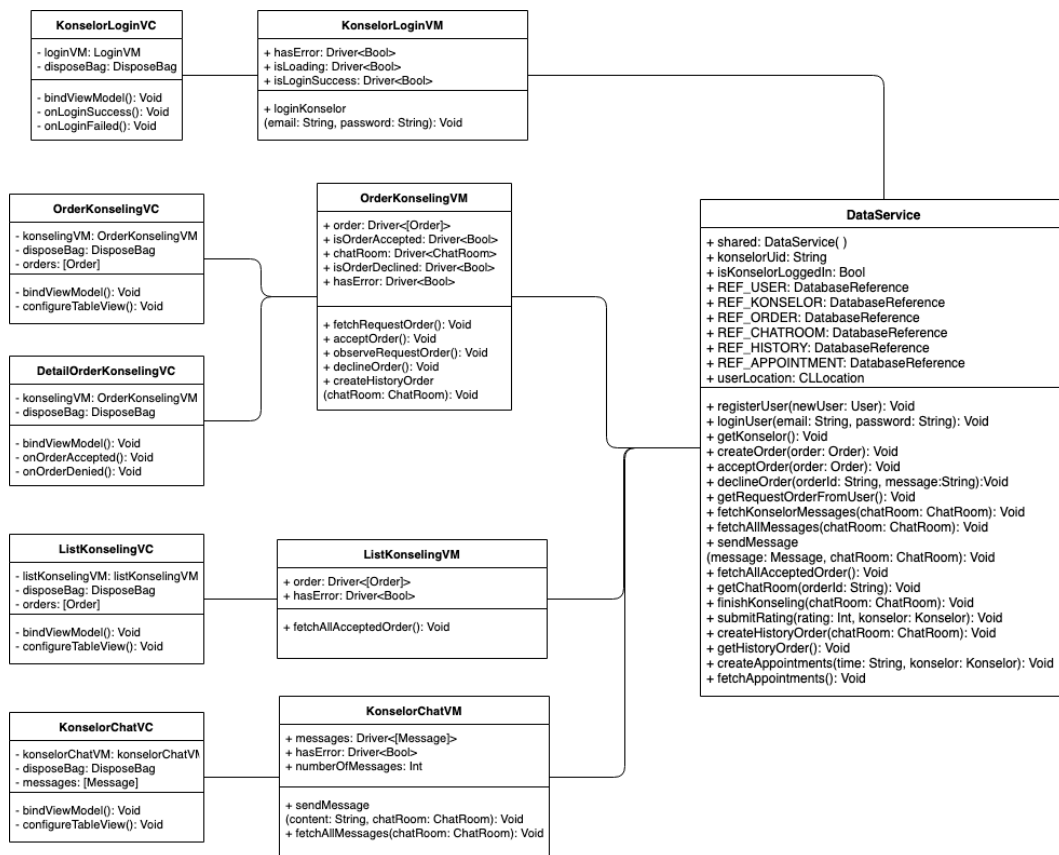 KonselorLoginVC
- loginVM: LoginVM
- disposeBag: DisposeBag
- bindViewModel(): Void
- onLoginSuccess(): Void
- onLoginFailed(): Void
KonselorLoginVM
+ hasError: Driver<Bool>
+ isLoading: Driver<Bool>
+ isLoginSuccess: Driver<Bool>
+ loginKonselor
(email: String, password: String): Void
OrderKonselingVC
- konselingVM: OrderKonselingVM
- disposeBag: DisposeBag
- orders: [Order]
- bindViewModel(): Void
- configureTableView(): Void
OrderKonselingVM
+ order: Driver<[Order]>
+ isOrderAccepted: Driver<Bool>
+ chatRoom: Driver<ChatRoom>
+ isOrderDeclined: Driver<Bool>
+ hasError: Driver<Bool>
+ fetchRequestOrder(): Void
+ acceptOrder(): Void
+ observeRequestOrder(): Void
+ declineOrder(): Void
+ createHistoryOrder
(chatRoom: ChatRoom): Void
DetailOrderKonselingVC
- konselingVM: OrderKonselingVM
- disposeBag: DisposeBag
- bindViewModel(): Void
- onOrderAccepted(): Void
- onOrderDenied(): Void
DataService
+ shared: DataService( )
+ konselorUid: String
+ isKonselorLoggedIn: Bool
+ REF_USER: DatabaseReference
+ REF_KONSELOR: DatabaseReference
+ REF_ORDER: DatabaseReference
+ REF_CHATROOM: DatabaseReference
+ REF_HISTORY: DatabaseReference
+ REF_APPOINTMENT: DatabaseReference
+ userLocation: CLLocation
+ registerUser(newUser: User): Void
+ loginUser(email: String, password: String): Void
+ getKonselor(): Void
+ createOrder(order: Order): Void
+ acceptOrder(order: Order): Void
+ declineOrder(orderId: String, message:String):Void
+ getRequestOrderFromUser(): Void
+ fetchKonselorMessages(chatRoom: ChatRoom): Void
+ fetchAllMessages(chatRoom: ChatRoom): Void
+ sendMessage
(message: Message, chatRoom: ChatRoom): Void
+ fetchAllAcceptedOrder(): Void
+ getChatRoom(orderId: String): Void
+ finishKonseling(chatRoom: ChatRoom): Void
+ submitRating(rating: Int, konselor: Konselor): Void
+ createHistoryOrder(chatRoom: ChatRoom): Void
+ getHistoryOrder(): Void
+ createAppointments(time: String, konselor: Konselor): Void
+ fetchAppointments(): Void
ListKonselingVC
- listKonselingVM: listKonselingVM
- disposeBag: DisposeBag
- orders: [Order]
- bindViewModel(): Void
- configureTableView(): Void
ListKonselingVM
+ order: Driver<[Order]>
+ hasError: Driver<Bool>
+ fetchAllAcceptedOrder(): Void
KonselorChatVC
- konselorChatVM: konselorChatVM
- disposeBag: DisposeBag
- messages: [Message]
- bindViewModel(): Void
- configureTableView(): Void
KonselorChatVM
+ messages: Driver<[Message]>
+ hasError: Driver<Bool>
+ numberOfMessages: Int
+ sendMessage
(content: String, chatRoom: ChatRoom): Void
+ fetchAllMessages(chatRoom: ChatRoom): Void